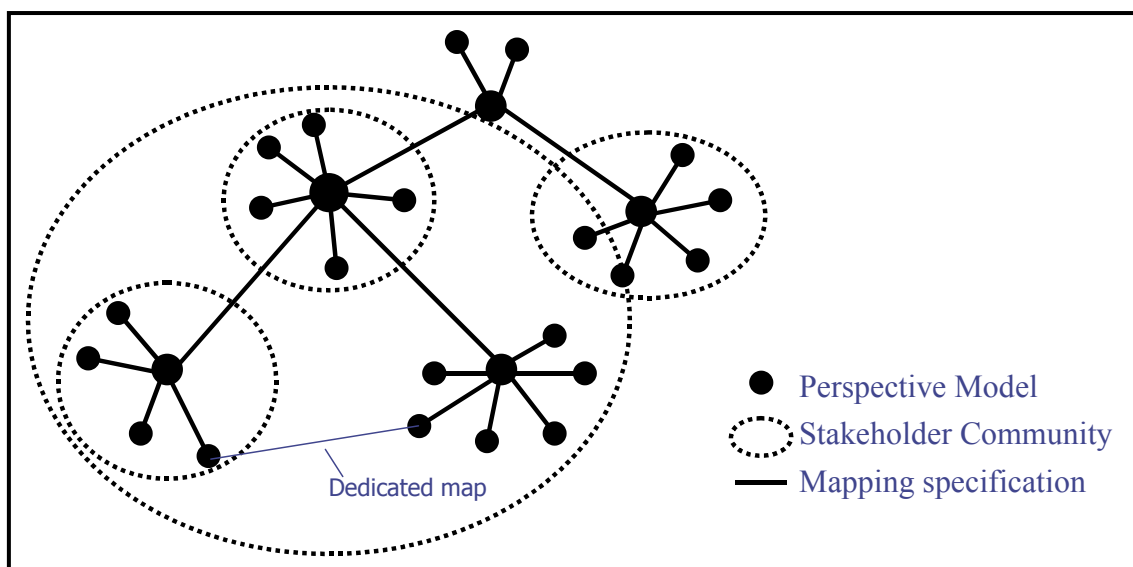 Perspective Model
Stakeholder Community
Mapping specification
Dedicated map